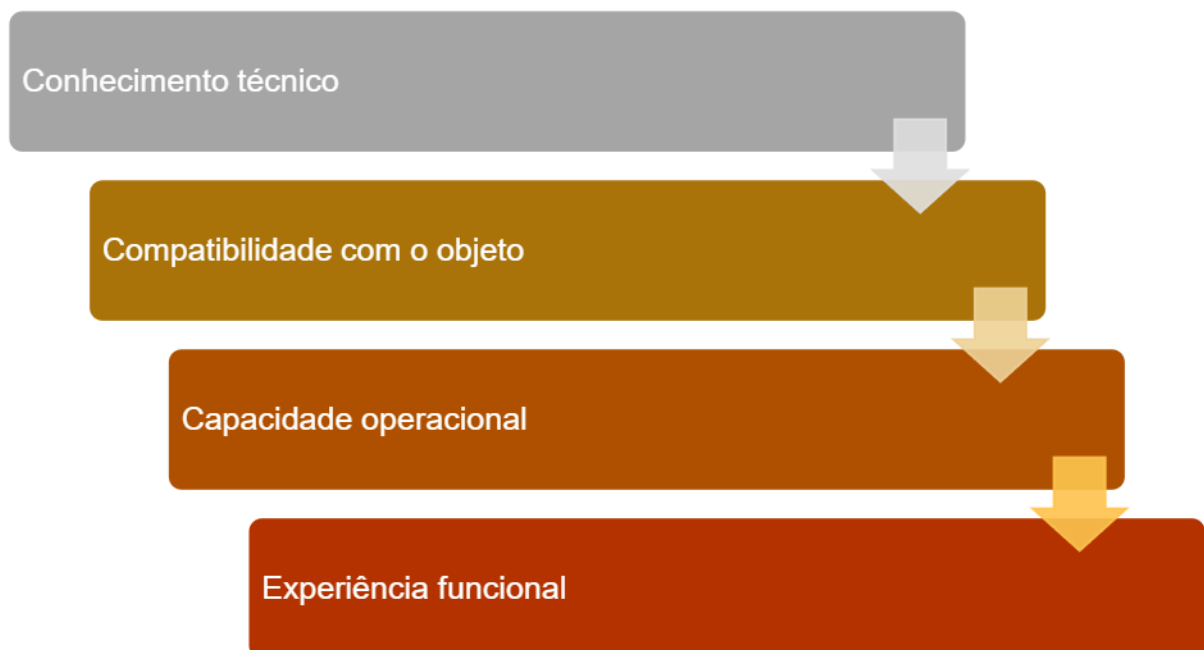 Conhecimento técnico
Compatibilidade com o objeto
Capacidade operacional
Experiência funcional